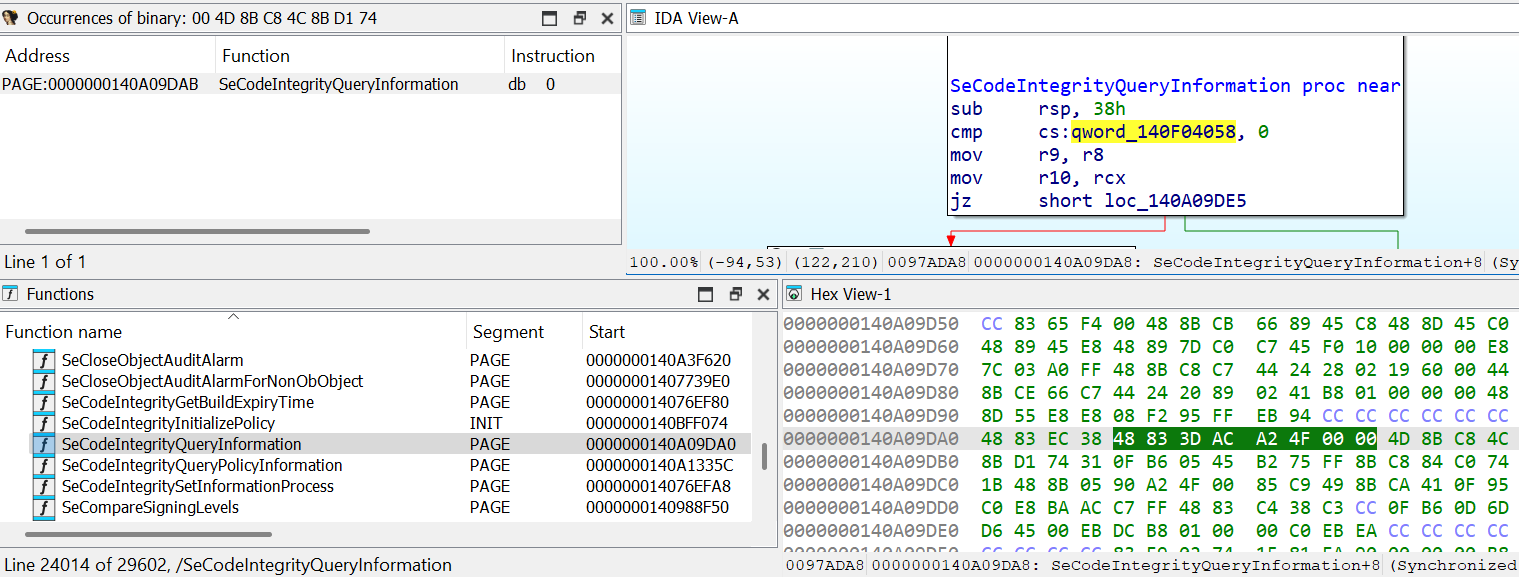 Occurrences of binary: 00 4D 8B C8 4C 8B D1 74
Address Function Instruction
PAGE:0000000140A09DAB SeCodeIntegrityQueryInformation db 0
Line 1 of 1
IDA View-A
SeCodeIntegrityQueryInformation proc near
sub rsp, 38h
cmp cs:qword_140F04058, 0
mov r9, r8
mov r10, rcx
jz short loc_140A09DE5
100.00% (-94,53) (122,210) 0097ADA8 0000000140A09DA8: SeCodeIntegrityQueryInformation+8 (Sy
Functions
Function name Segment Start
SeCloseObjectAuditAlarm PAGE 0000000140A3F620
SeCloseObjectAuditAlarmForNonObObject PAGE 00000001407739E0
SeCodeIntegrityGetBuildExpiryTime PAGE 000000014076EF80
SeCodeIntegrityInitializePolicy INIT 0000000140BFF074
SeCodeIntegrityQueryInformation PAGE 0000000140A09DA0
SeCodeIntegrityQueryPolicyInformation PAGE 0000000140A1335C
SeCodeIntegritySetInformationProcess PAGE 000000014076EFA8
SeCompareSigningLevels PAGE 0000000140988F50
Line 24014 of 29602, /SeCodeIntegrityQueryInformation
Hex View-1
0000000140A09D50 CC 83 65 F4 00 48 8B CB 66 89 45 C8 48 8D 45 C0
0000000140A09D60 48 89 45 E8 48 89 7D C0 C7 45 F0 10 00 00 00 E8
0000000140A09D70 7C 03 A0 FF 48 8B C8 C7 44 24 28 02 19 60 00 44
0000000140A09D80 8B CE 66 C7 44 24 20 89 02 41 B8 01 00 00 00 48
0000000140A09D90 8D 55 E8 E8 08 F2 95 FF EB 94 CC CC CC CC CC CC
0000000140A09DA0 48 83 EC 38 48 83 3D AC A2 4F 00 00 4D 8B C8 4C
0000000140A09DB0 8B D1 74 31 0F B6 05 45 B2 75 FF 8B C8 84 C0 74
0000000140A09DC0 1B 48 8B 05 90 A2 4F 00 85 C9 49 8B CA 41 0F 95
0000000140A09DD0 C0 E8 BA AC C7 FF 48 83 C4 38 C3 CC 0F B6 0D 6D
0000000140A09DE0 D6 45 00 EB DC B8 01 00 00 C0 EB EA CC CC CC CC
0097ADA8 0000000140A09DA8: SeCodeIntegrityQueryInformation+8 (Synchronized